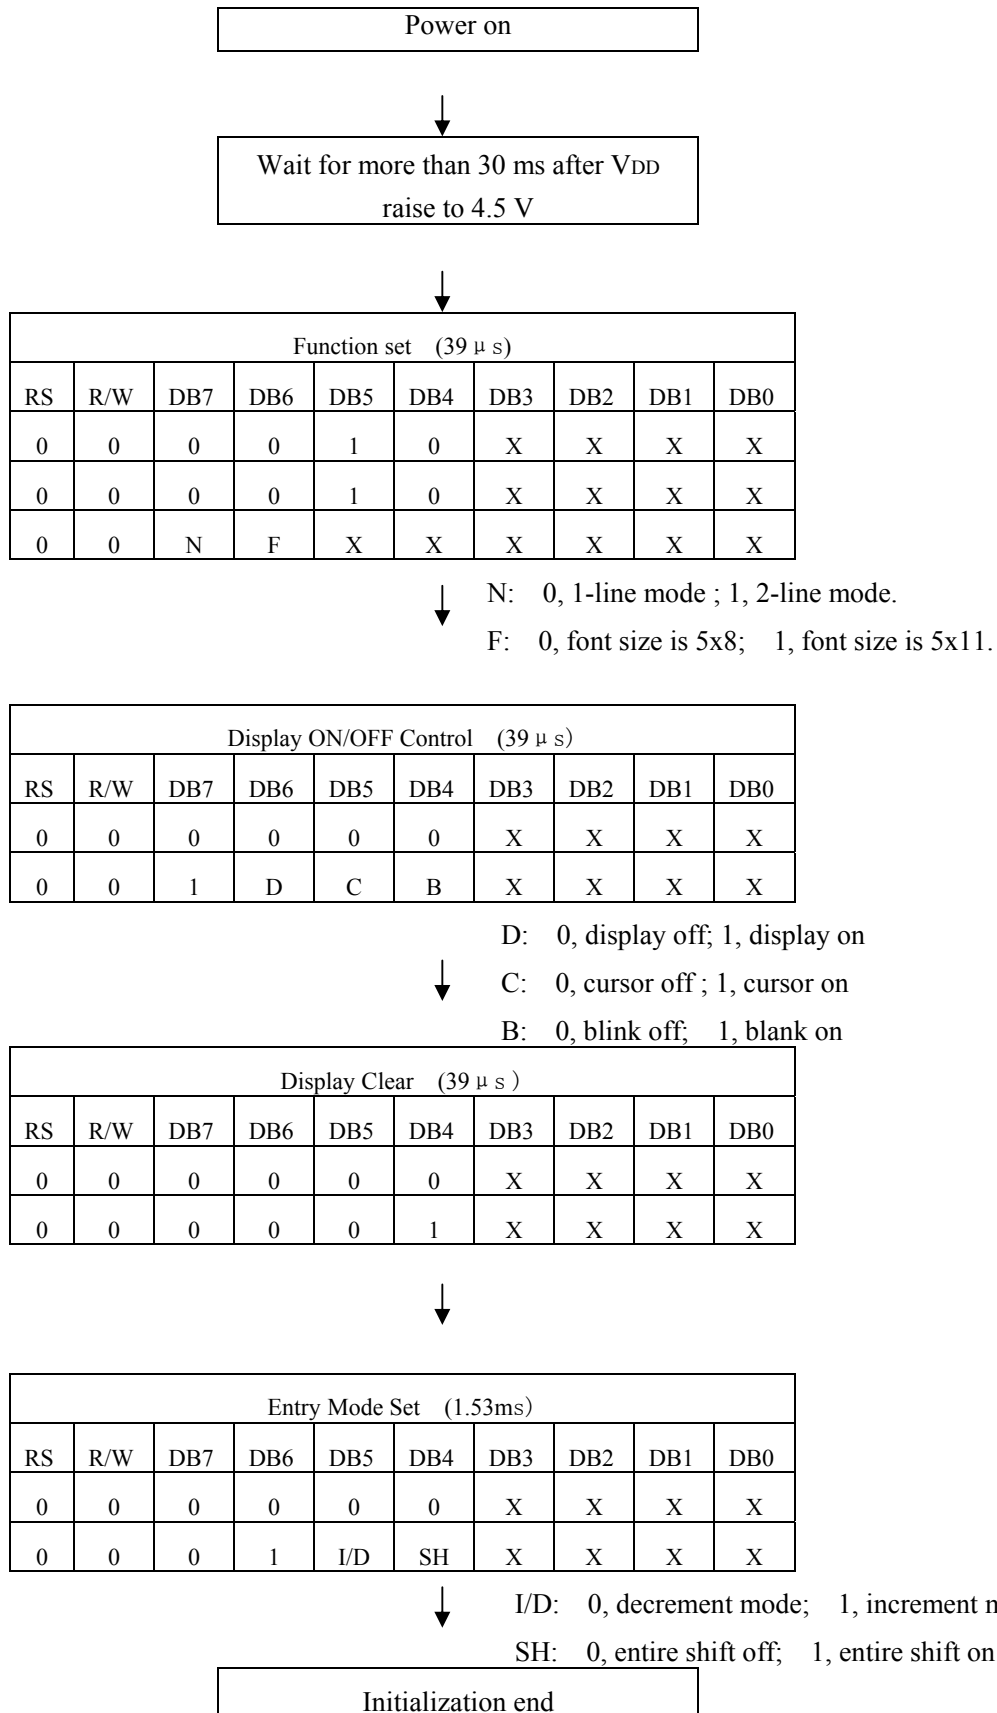 Power on
Wait for more than 30 ms after VDD
raise to 4.5 V
Function set (39μs)
RS R/W DB7 DB6 DB5 DB4 DB3 DB2 DB1 DB0
0 0 0 0 1 0 X X X X
0 0 0 0 1 0 X X X X
0 0 N F X X X X X X
N: 0, 1-line mode ; 1, 2-line mode.
F: 0, font size is 5x8; 1, font size is 5x11.
Display ON/OFF Control (39μs)
RS R/W DB7 DB6 DB5 DB4 DB3 DB2 DB1 DB0
0 0 0 0 0 0 X X X X
0 0 1 D C B X X X X
D: 0, display off; 1, display on
C: 0, cursor off ; 1, cursor on
B: 0, blink off; 1, blank on
Display Clear (39μs)
RS R/W DB7 DB6 DB5 DB4 DB3 DB2 DB1 DB0
0 0 0 0 0 0 X X X X
0 0 0 0 0 1 X X X X
Entry Mode Set (1.53ms)
RS R/W DB7 DB6 DB5 DB4 DB3 DB2 DB1 DB0
0 0 0 0 0 0 X X X X
0 0 0 1 I/D SH X X X X
I/D: 0, decrement mode; 1, increment
SH: 0, entire shift off; 1, entire shift on
Initialization end